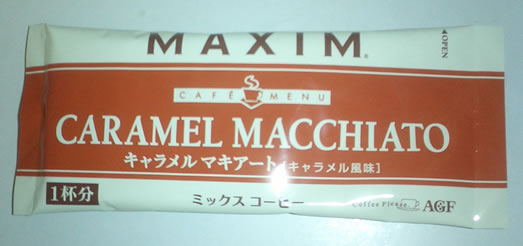 MAXIM®
OPEN
CAFÉ MENU
CARAMEL MACCHIATO
キャラメル マキアート [キャラメル風味]
1杯分
ミックス コーヒー
Coffee Please. AGF